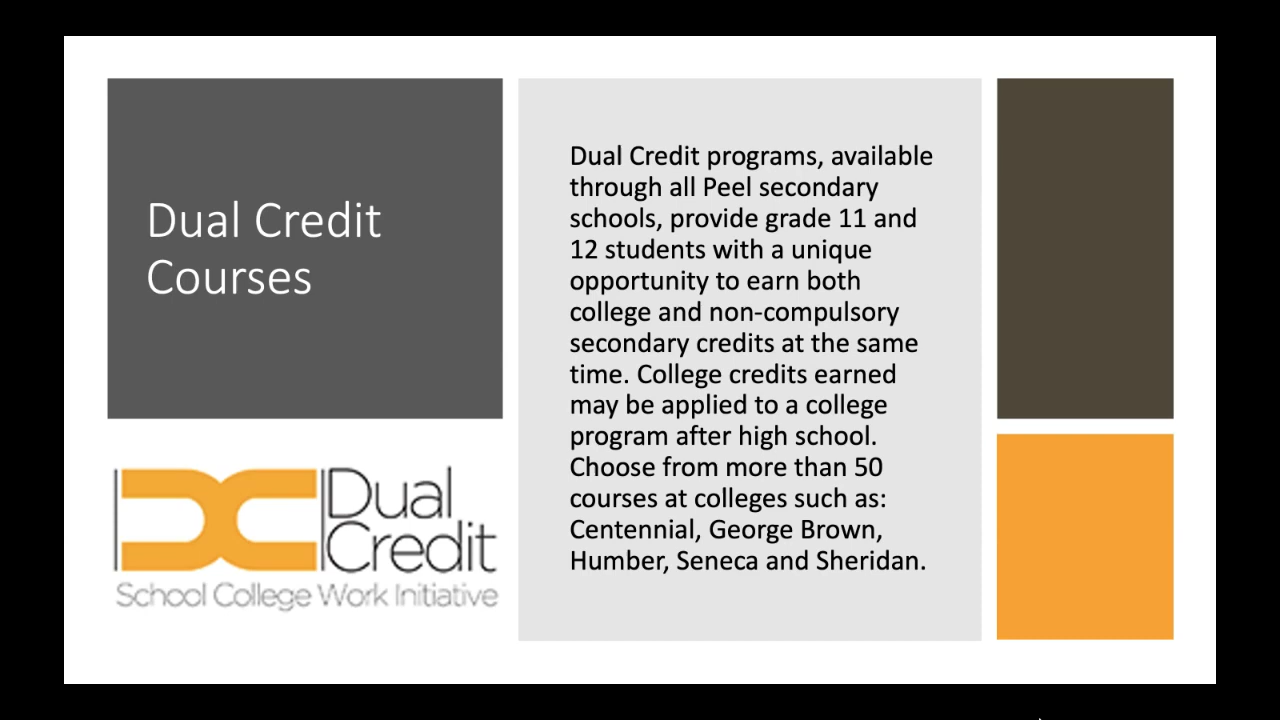 Dual Credit
Courses
Dual Credit programs, available
through all Peel secondary
schools, provide grade 11 and
12 students with a unique
opportunity to earn both
college and non-compulsory
secondary credits at the same
time. College credits earned
may be applied to a college
program after high school.
Choose from more than 50
courses at colleges such as:
Centennial, George Brown,
Humber, Seneca and Sheridan.
DC Dual
Credit
School College Work Initiative